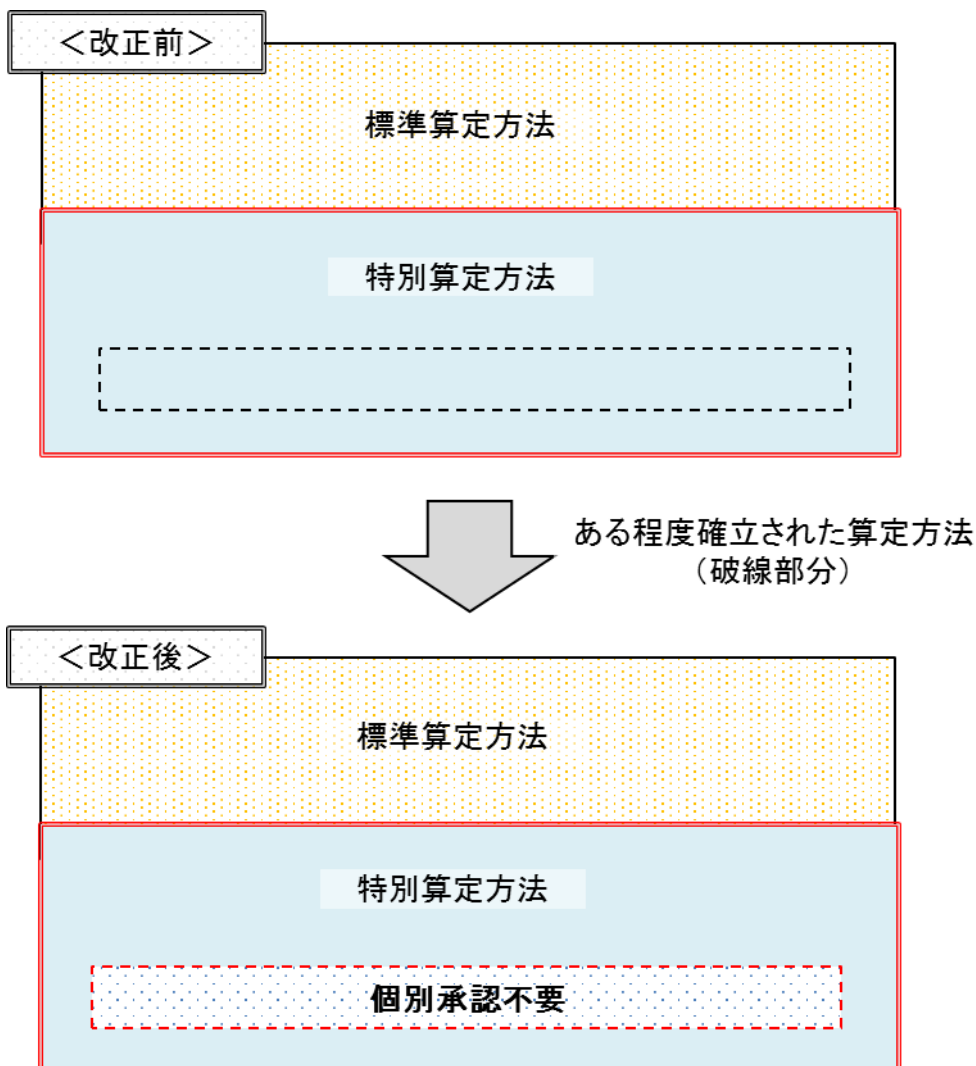 ＜改正前＞
標準算定方法
特別算定方法
ある程度確立された算定方法
（破線部分）
＜改正後＞
標準算定方法
特別算定方法
個別承認不要